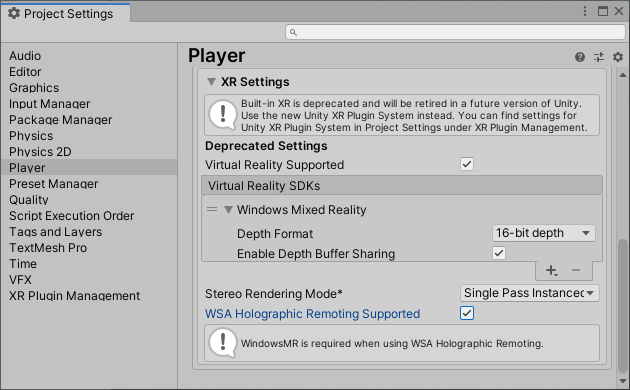 Project Settings
Audio
Editor
Graphics
Input Manager
Package Manager
Physics
Physics 2D
Player
Preset Manager
Quality
Script Execution Order
Tags and Layers
TextMesh Pro
Time
VFX
XR Plugin Management
Player
XR Settings
Built-in XR is deprecated and will be retired in a future version of Unity.
Use the new Unity XR Plugin System instead. You can find settings for
Unity XR Plugin System in Project Settings under XR Plugin Management.
Deprecated Settings
Virtual Reality Supported
Virtual Reality SDKs
Windows Mixed Reality
Depth Format 16-bit depth
Enable Depth Buffer Sharing
Stereo Rendering Mode* Single Pass Instanced
WSA Holographic Remoting Supported
WindowsMR is required when using WSA Holographic Remoting.